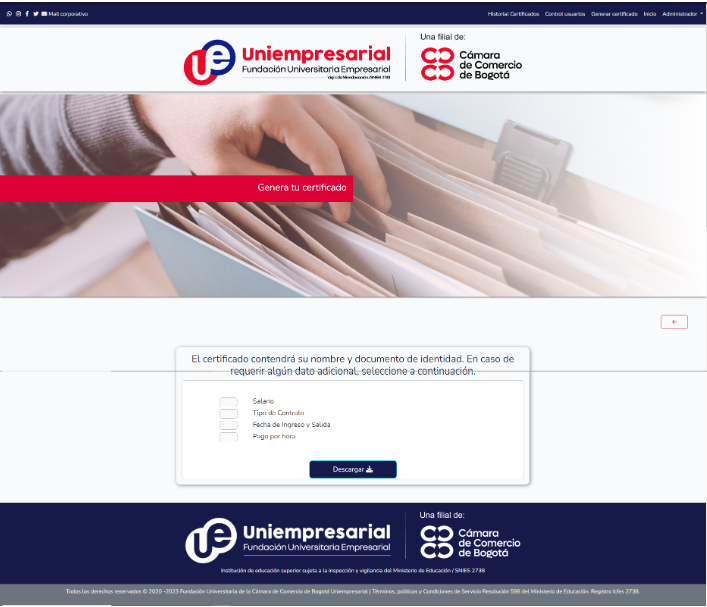 Mail corporativo
Historial Certificados Control usuarios Generar certificado Inicio Administrador
Uniempresarial
Fundación Universitaria Empresarial
Una filial de:
Cámara
de Comercio
de Bogotá
Genera tu certificado
El certificado contendrá su nombre y documento de identidad. En caso de
requerir algún dato adicional, seleccione a continuación.
Salario
Tipo de Contrato
Fecha de Ingreso y Salida
Pago por hora
Descargar
Uniempresarial
Fundación Universitaria Empresarial
Una filial de:
Cámara
de Comercio
de Bogotá
Institución de educación superior sujeta a la inspección y vigilancia del Ministerio de Educación / SNIES 2738
Todos los derechos reservados © 2020 -2023 Fundación Universitaria de la Cámara de Comercio de Bogotá Uniempresarial | Términos, políticas y Condiciones de Servicio Resolución 598 del Ministerio de Educación. Registro Icfes 2738.